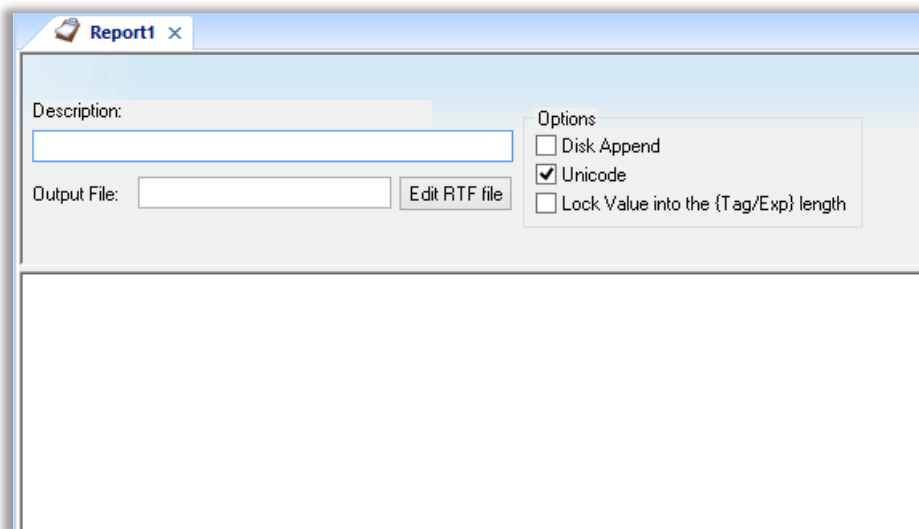 Report1
Description:
Options
Disk Append
Unicode
Output File:
Edit RTF file
Lock Value into the {Tag/Exp} length